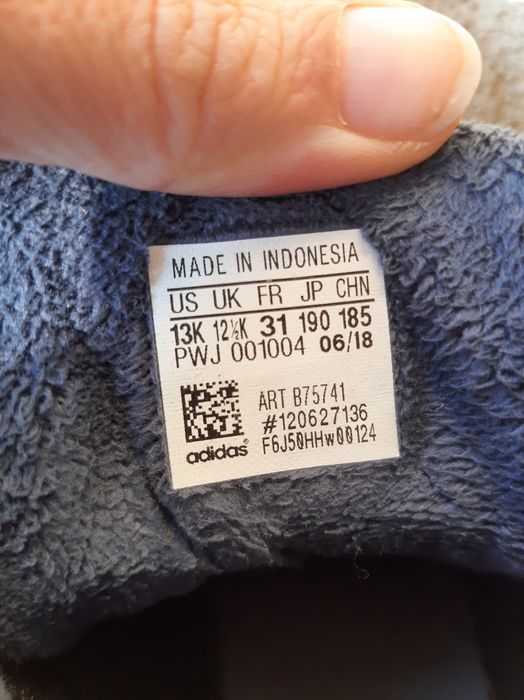 MADE IN INDONESIA
US UK FR JP CHN
13K 12½K 31 190 185
PWJ 001004 06/18
ART B75741
#120627136
F6J50HHw00124
adidas®